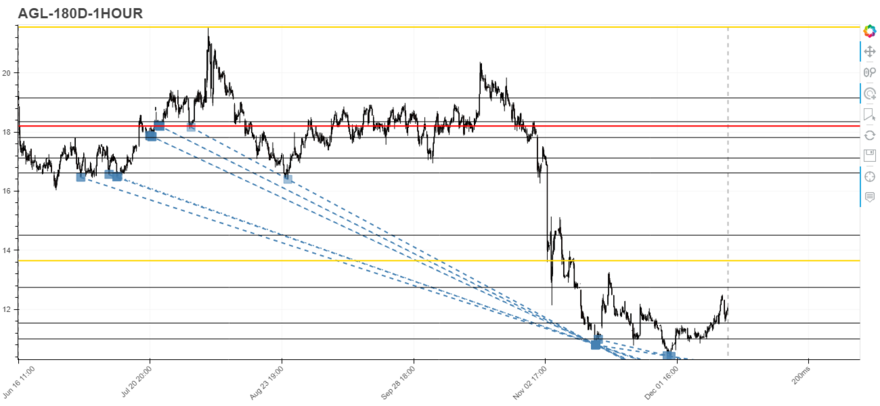 AGL-180D-1HOUR
20
18
16
14
12
Jun 16 11:00
Jul 20 20:00
Aug 23 19:00
Sep 28 18:00
Nov 02 17:00
Dec 01 16:00
200ms